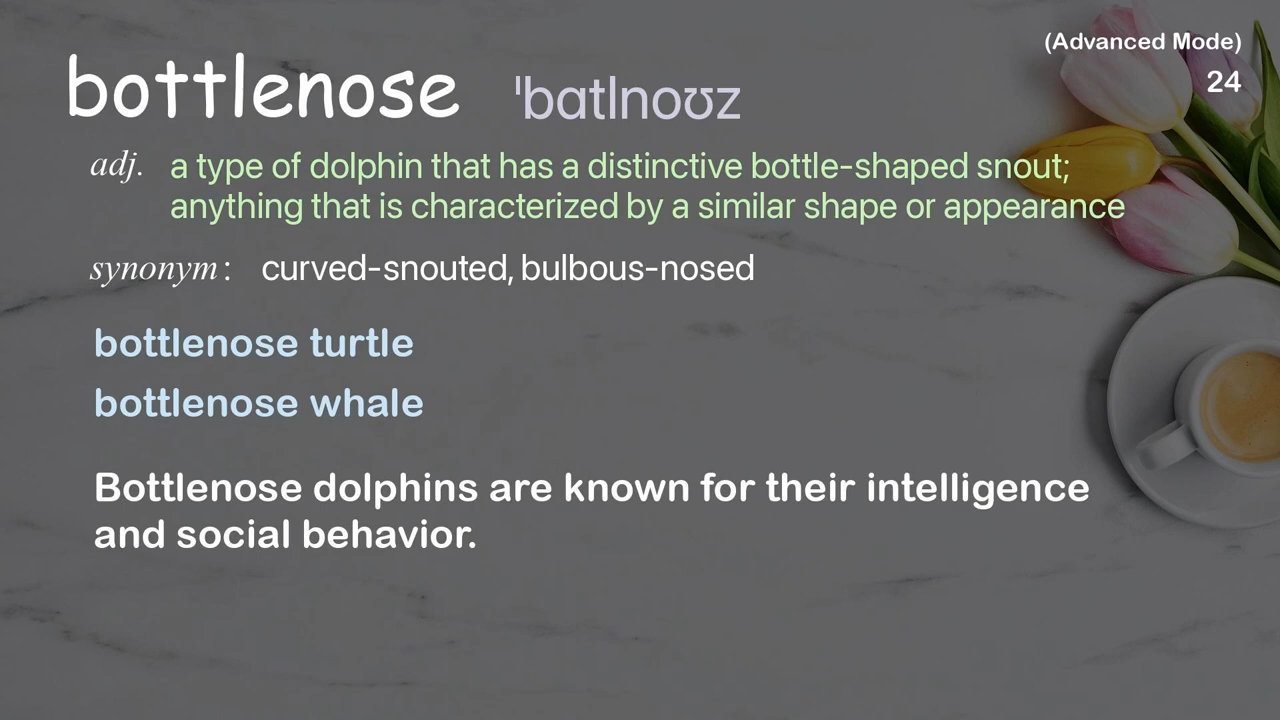 (Advanced Mode)
24
bottlenose ˈbatlnoʊz
adj. a type of dolphin that has a distinctive bottle-shaped snout;
anything that is characterized by a similar shape or appearance
synonym: curved-snouted, bulbous-nosed
bottlenose turtle
bottlenose whale
Bottlenose dolphins are known for their intelligence
and social behavior.